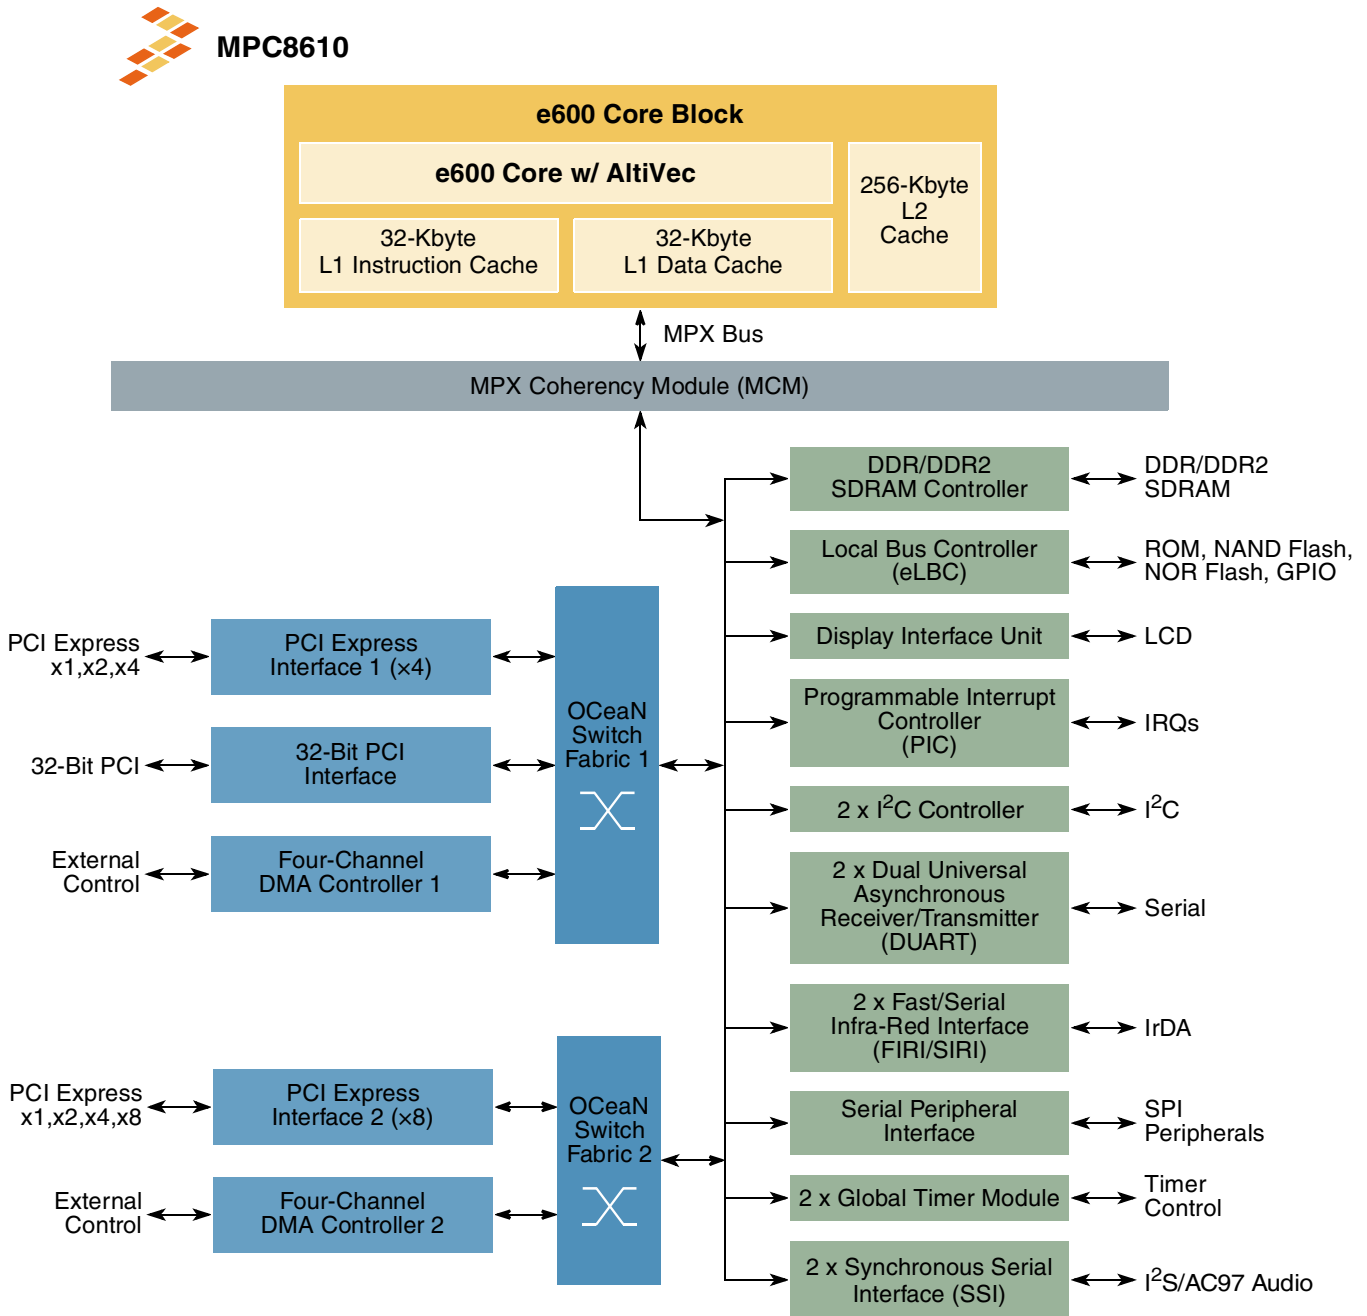 MPC8610
e600 Core Block
e600 Core w/ AltiVec
256-Kbyte
L2
Cache
32-Kbyte
L1 Instruction Cache
32-Kbyte
L1 Data Cache
MPX Bus
MPX Coherency Module (MCM)
DDR/DDR2
SDRAM Controller
DDR/DDR2
SDRAM
Local Bus Controller
(eLBC)
ROM, NAND Flash,
NOR Flash, GPIO
Display Interface Unit
LCD
Programmable Interrupt
Controller
(PIC)
IRQs
2 x I²C Controller
I²C
2 x Dual Universal
Asynchronous
Receiver/Transmitter
(DUART)
Serial
2 x Fast/Serial
Infra-Red Interface
(FIRI/SIRI)
IrDA
Serial Peripheral
Interface
SPI
Peripherals
2 x Global Timer Module
Timer
Control
2 x Synchronous Serial
Interface (SSI)
I²S/AC97 Audio
PCI Express
x1,x2,x4
PCI Express
Interface 1 (×4)
32-Bit PCI
32-Bit PCI
Interface
External
Control
Four-Channel
DMA Controller 1
OCeaN
Switch
Fabric 1
PCI Express
x1,x2,x4,x8
PCI Express
Interface 2 (×8)
External
Control
Four-Channel
DMA Controller 2
OCeaN
Switch
Fabric 2